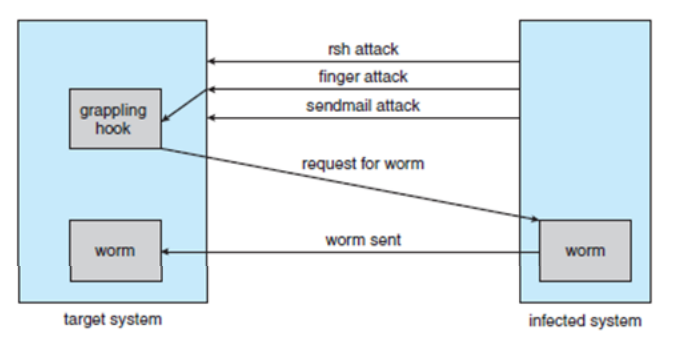 rsh attack
finger attack
sendmail attack
grappling
hook
request for worm
worm sent
worm
worm
target system
infected system